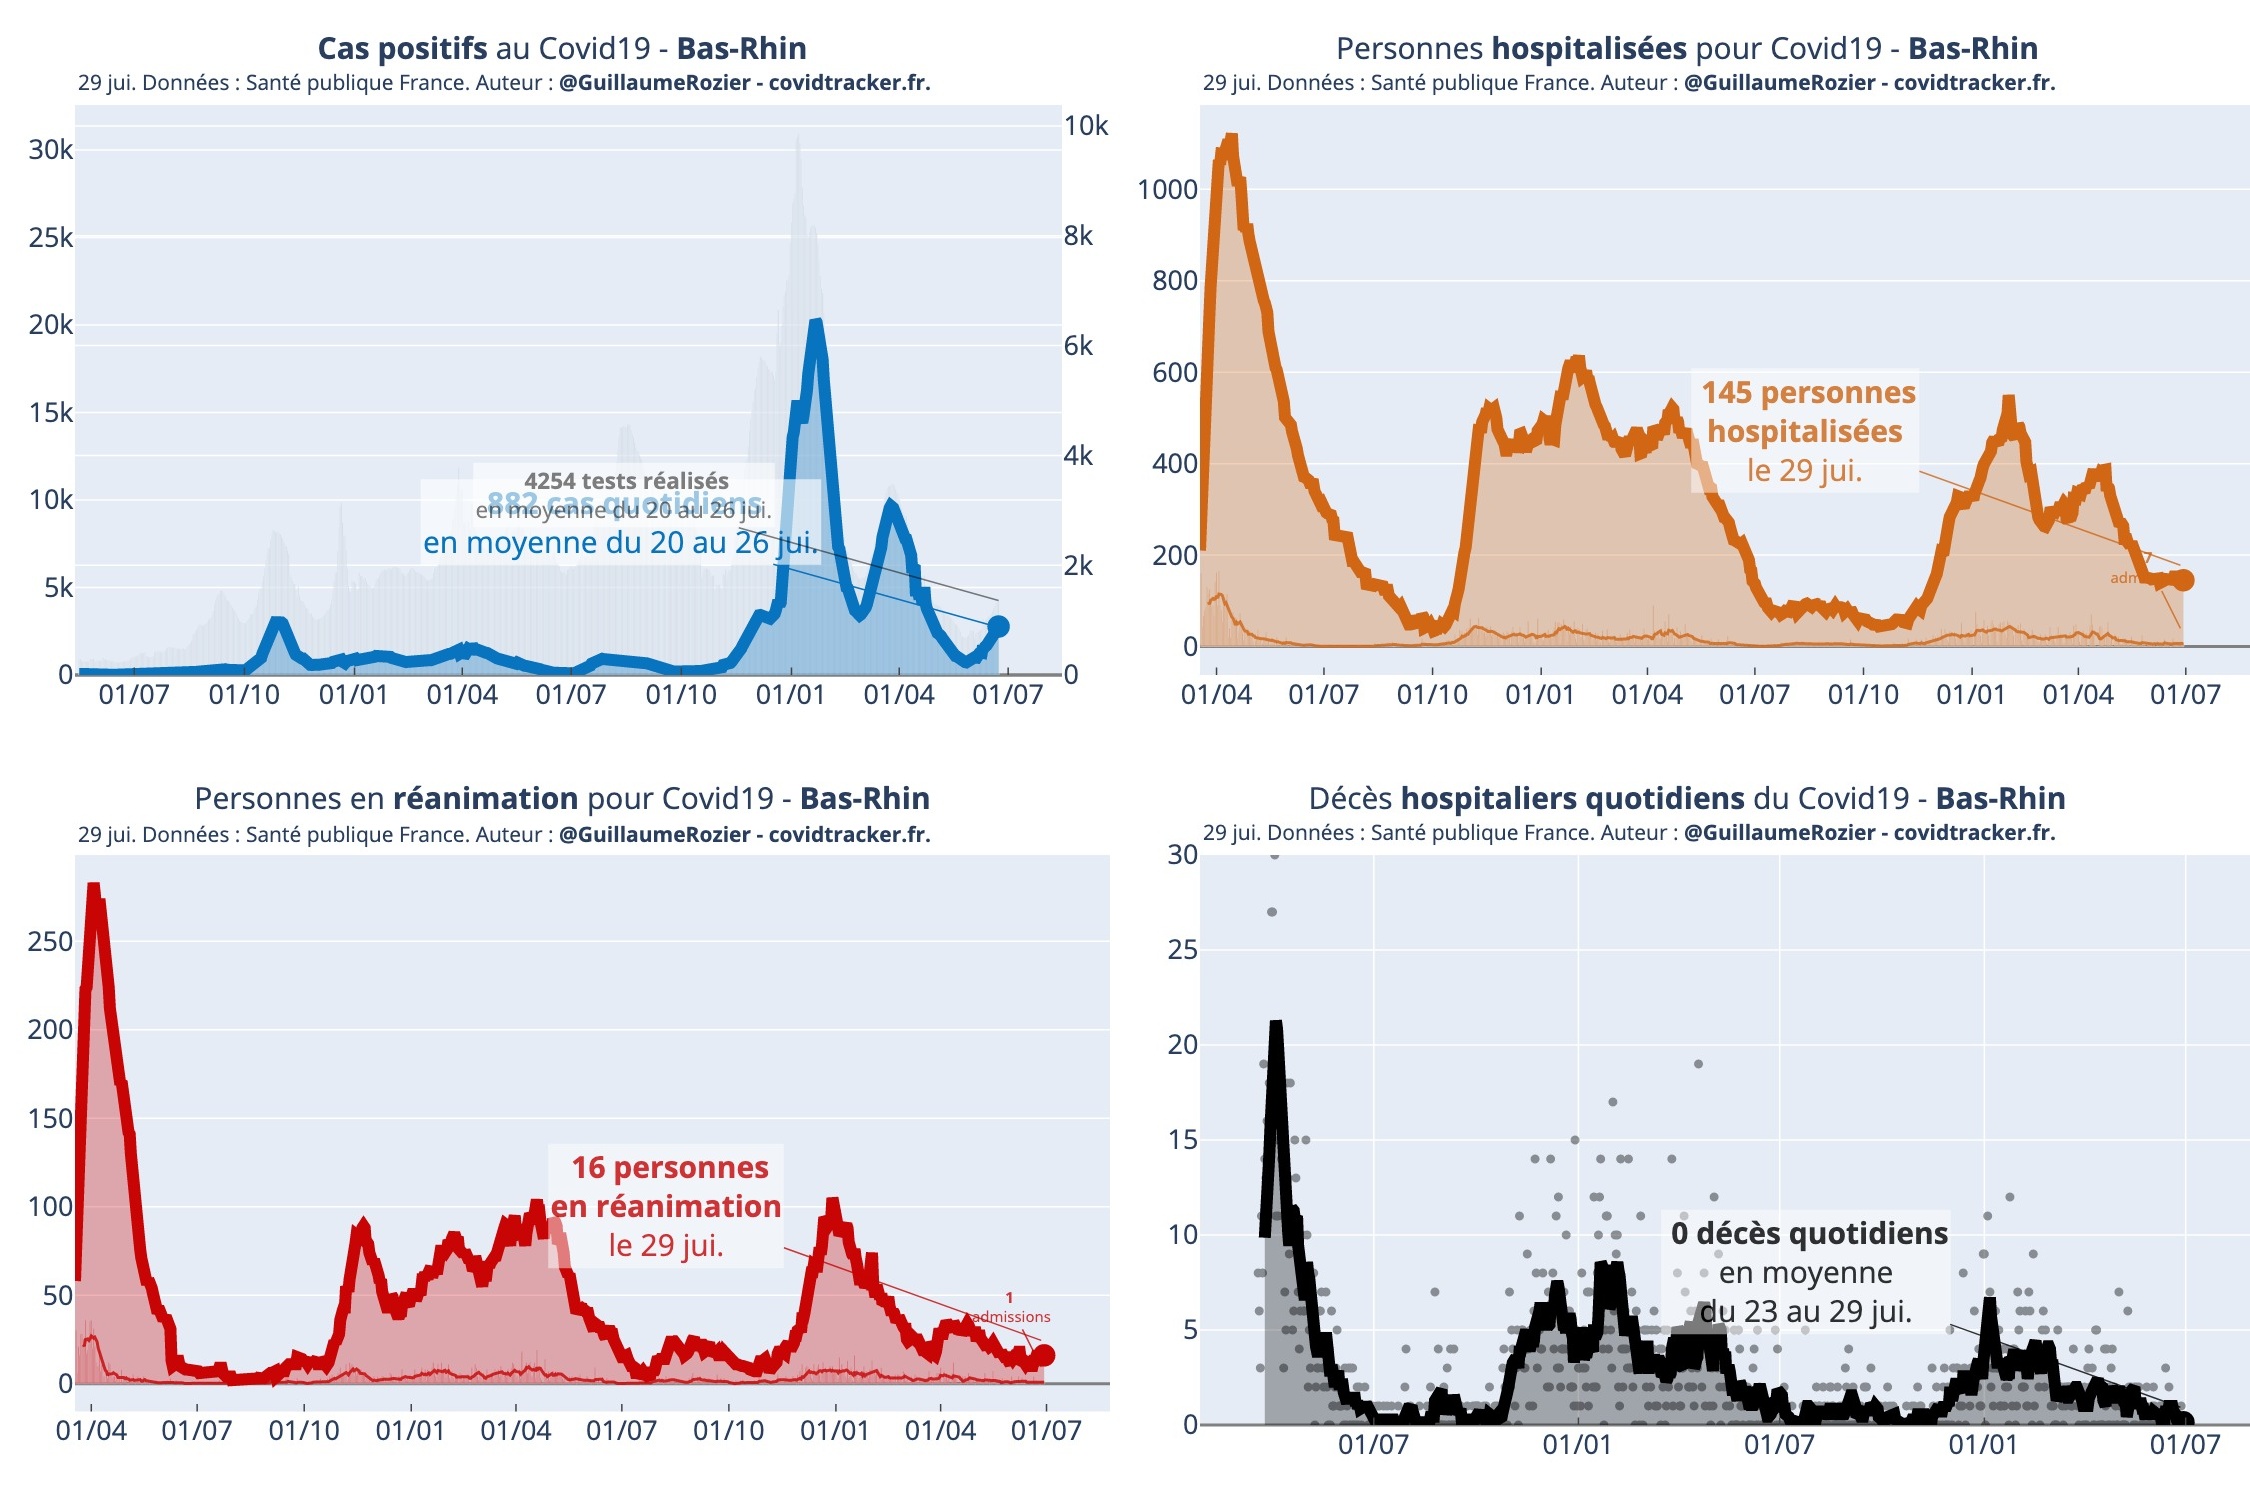 Cas positifs au Covid19 - Bas-Rhin
29 jui. Données : Santé publique France. Auteur : @GuillaumeRozier - covidtracker.fr.
30k
25k
20k
15k
10k
5k
0
10k
8k
6k
4k
2k
0
4254 tests réalisés
882 cas quotidiens
en moyenne du 20 au 26 jui.
en moyenne du 20 au 26 jui.
01/07 01/10 01/01 01/04 01/07 01/10 01/01 01/04 01/07
Personnes hospitalisées pour Covid19 - Bas-Rhin
29 jui. Données : Santé publique France. Auteur : @GuillaumeRozier - covidtracker.fr.
1000
800
600
400
200
0
145 personnes
hospitalisées
le 29 jui.
7
01/04 01/07 01/10 01/01 01/04 01/07 01/10 01/01 01/04 01/07
Personnes en réanimation pour Covid19 - Bas-Rhin
29 jui. Données : Santé publique France. Auteur : @GuillaumeRozier - covidtracker.fr.
250
200
150
100
50
0
16 personnes
en réanimation
le 29 jui.
1
admissions
01/04 01/07 01/10 01/01 01/04 01/07 01/10 01/01 01/04 01/07
Décès hospitaliers quotidiens du Covid19 - Bas-Rhin
29 jui. Données : Santé publique France. Auteur : @GuillaumeRozier - covidtracker.fr.
30
25
20
15
10
5
0
0 décès quotidiens
en moyenne
du 23 au 29 jui.
01/07 01/01 01/07 01/01 01/07